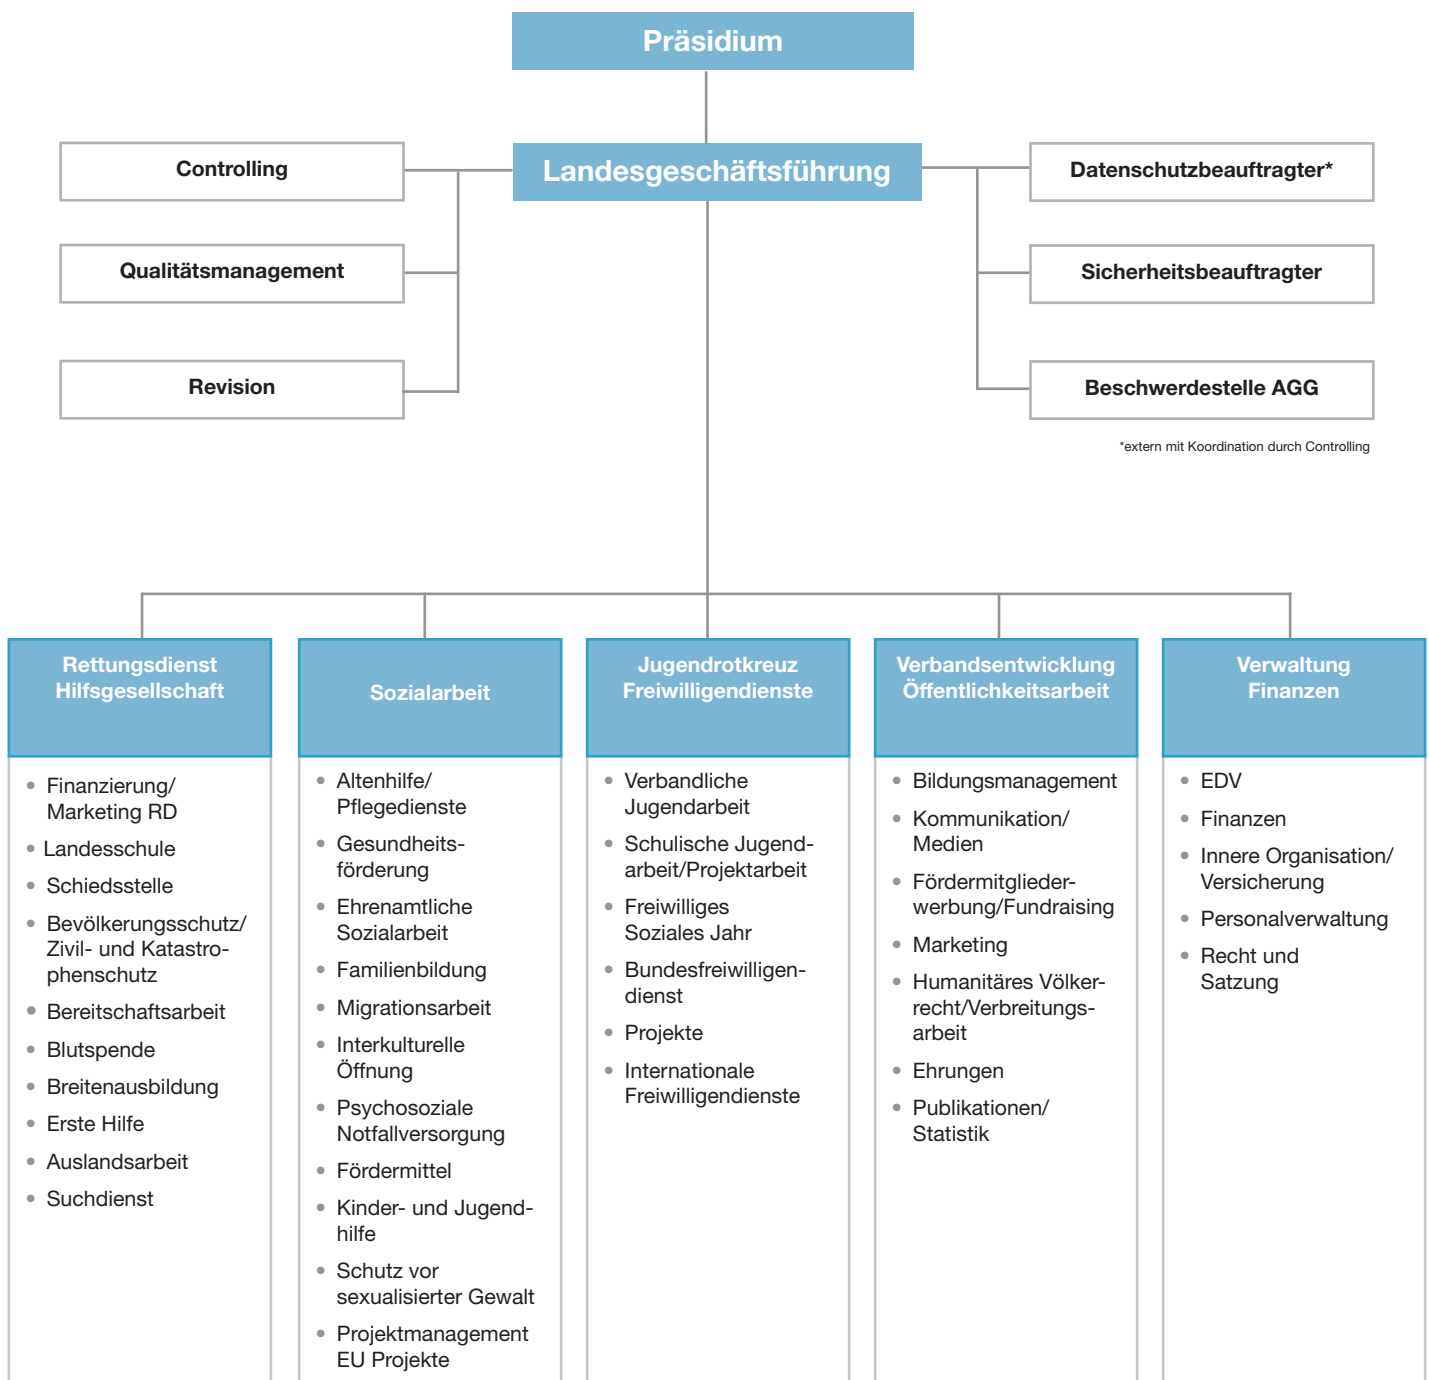 Präsidium
Landesgeschäftsführung
Controlling
Qualitätsmanagement
Revision
Datenschutzbeauftragter*
Sicherheitsbeauftragter
Beschwerdestelle AGG
*extern mit Koordination durch Controlling
Rettungsdienst
Hilfsgesellschaft
• Finanzierung/
Marketing RD
• Landesschule
• Schiedsstelle
• Bevölkerungsschutz/
Zivil- und Katastro-
phenschutz
• Bereitschaftsarbeit
• Blutspende
• Breitenausbildung
• Erste Hilfe
• Auslandsarbeit
• Suchdienst
Sozialarbeit
• Altenhilfe/
Pflegedienste
• Gesundheits-
förderung
• Ehrenamtliche
Sozialarbeit
• Familienbildung
• Migrationsarbeit
• Interkulturelle
Öffnung
• Psychosoziale
Notfallversorgung
• Fördermittel
• Kinder- und Jugend-
hilfe
• Schutz vor
sexualisierter Gewalt
• Projektmanagement
EU Projekte
Jugendrotkreuz
Freiwilligendienste
• Verbandliche
Jugendarbeit
• Schulische Jugend-
arbeit/Projektarbeit
• Freiwilliges
Soziales Jahr
• Bundesfreiwilligen-
dienst
• Projekte
• Internationale
Freiwilligendienste
Verbandsentwicklung
Öffentlichkeitsarbeit
• Bildungsmanagement
• Kommunikation/
Medien
• Fördermitglieder-
werbung/Fundraising
• Marketing
• Humanitäres Völker-
recht/Verbreitungs-
arbeit
• Ehrungen
• Publikationen/
Statistik
Verwaltung
Finanzen
• EDV
• Finanzen
• Innere Organisation/
Versicherung
• Personalverwaltung
• Recht und
Satzung